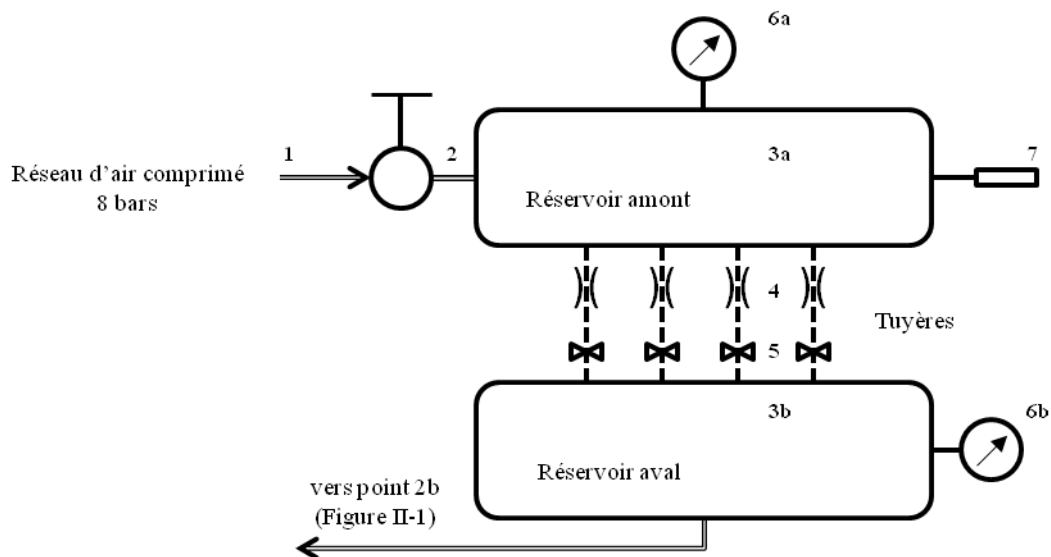 6a
1
2
3a
7
Réseau d'air comprimé
8 bars
Réservoir amont
4
Tuyères
5
3b
6b
Réservoir aval
vers point 2b
(Figure II-1)